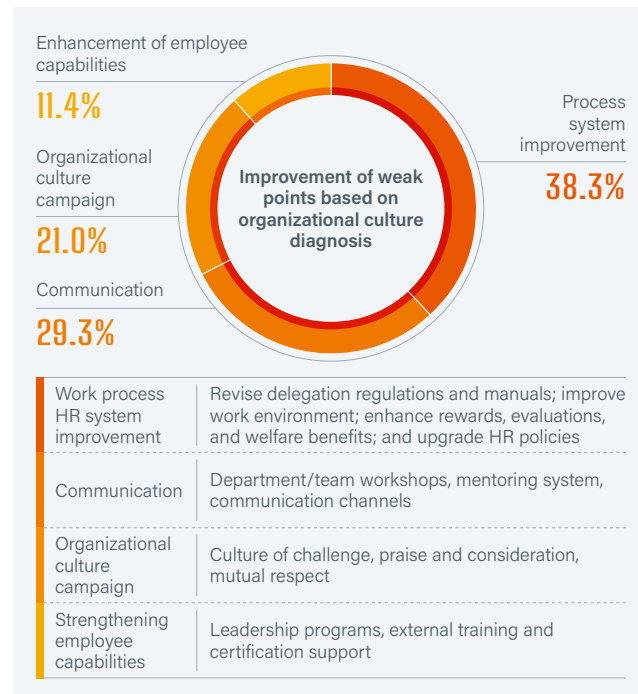 Enhancement of employee
capabilities
11.4%
Organizational
culture
campaign
21.0%
Communication
29.3%
Process
system
improvement
38.3%
Improvement of weak
points based on
organizational culture
diagnosis
Work process
HR system
improvement
Revise delegation regulations and manuals; improve
work environment; enhance rewards, evaluations,
and welfare benefits; and upgrade HR policies
Communication
Department/team workshops, mentoring system,
communication channels
Organizational
culture
campaign
Culture of challenge, praise and consideration,
mutual respect
Strengthening
employee
capabilities
Leadership programs, external training and
certification support